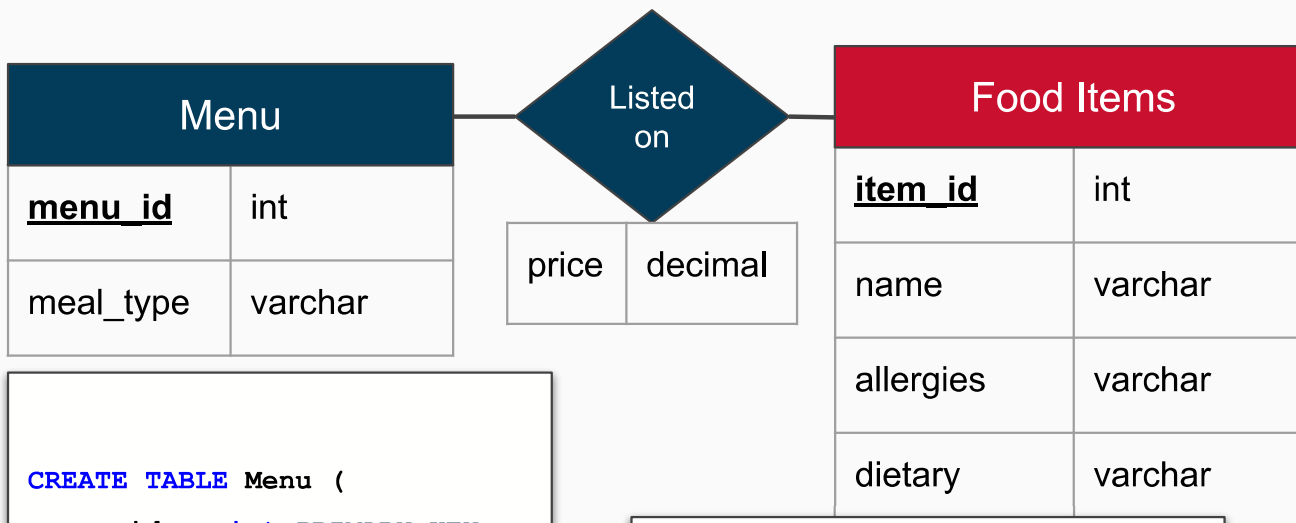 Menu
menu_id int
meal_type varchar
Listed
on
price decimal
Food Items
item_id int
name varchar
allergies varchar
dietary varchar
CREATE TABLE Menu (